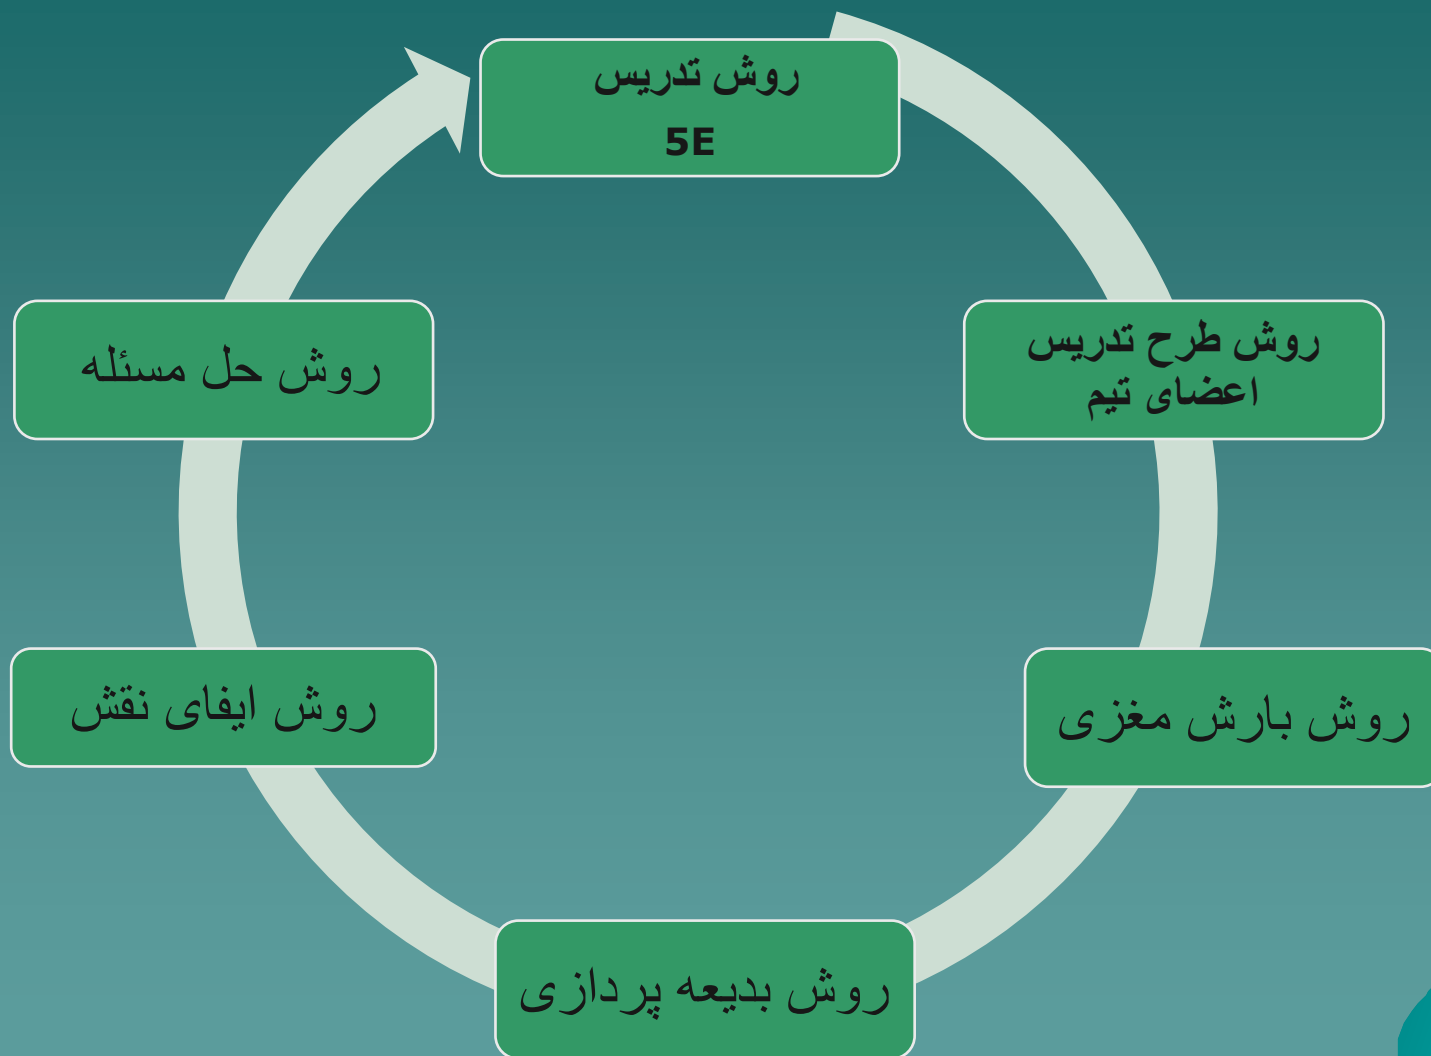 روش تدریس
5E
روش طرح تدریس
اعضای تیم
روش بارش مغزی
روش بدیعه پردازی
روش ایفای نقش
روش حل مسئله